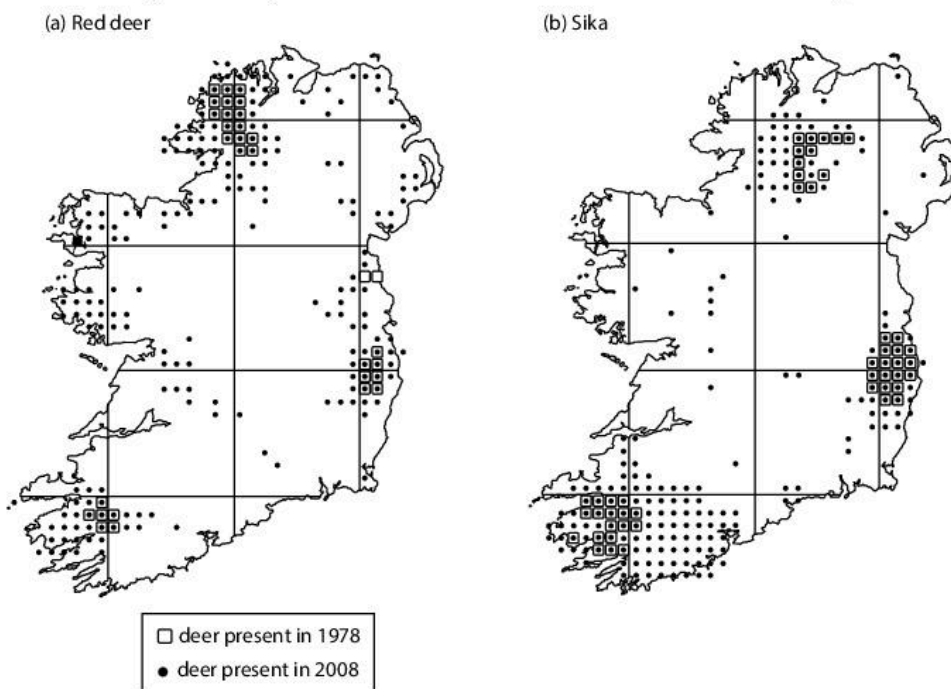 (a) Red deer
(b) Sika
deer present in 1978
deer present in 2008